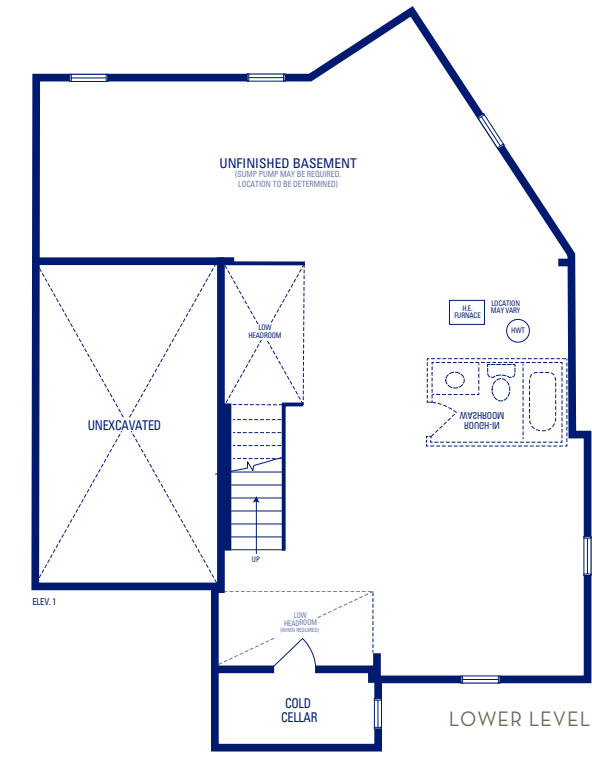 UNFINISHED BASEMENT
(SUMP PUMP MAY BE REQUIRED.
LOCATION TO BE DETERMINED)
H.E.
FURNACE
LOCATION
MAY VARY
HWT
LOW
HEADROOM
ROUGH-IN
WASHROOM
UNEXCAVATED
UP
ELEV. 1
LOW
HEADROOM
(WHEN REQUIRED)
COLD
CELLAR
LOWER LEVEL